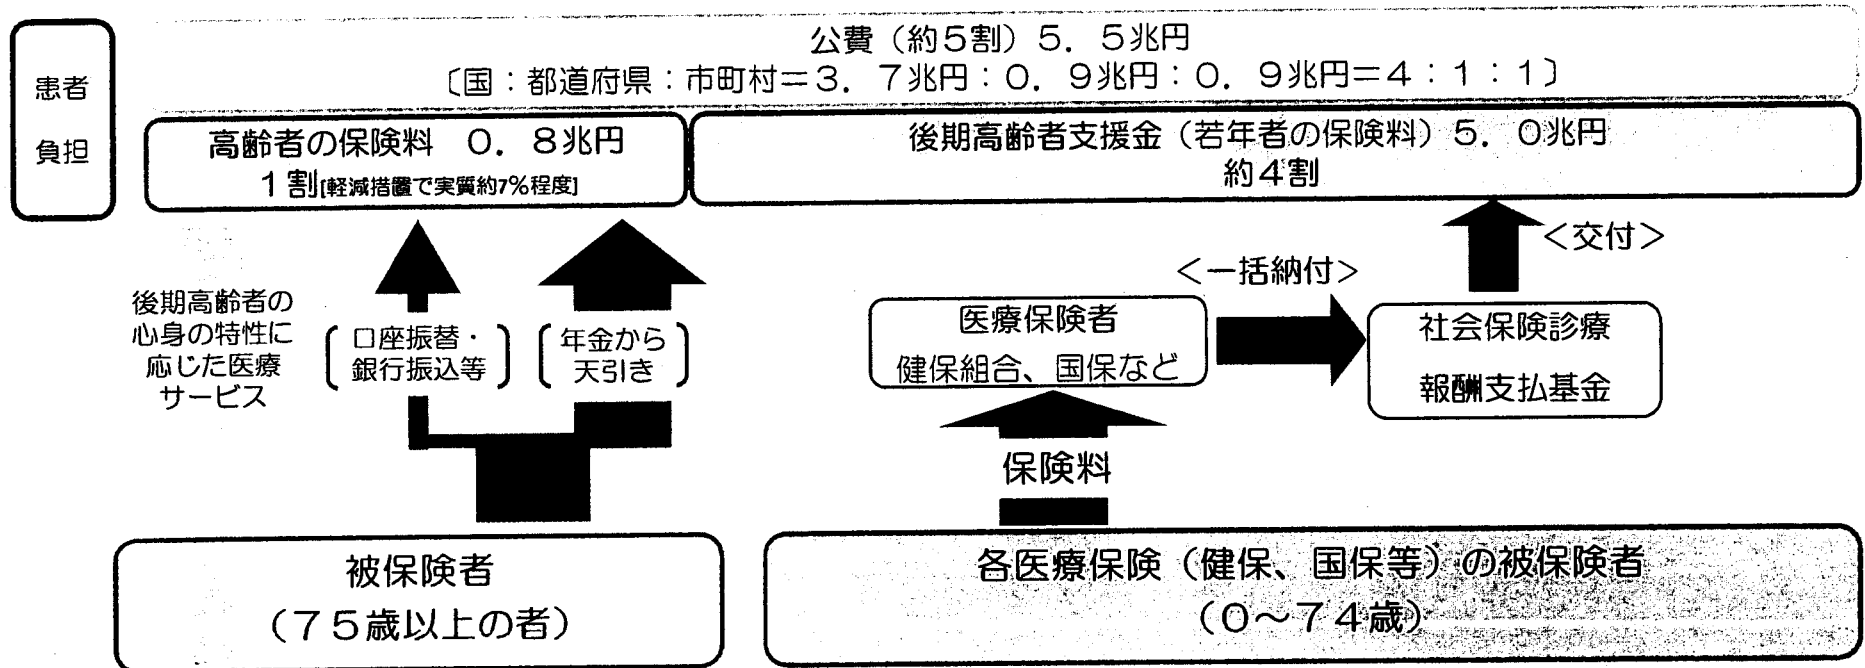 公費（約５割）５．５兆円
〔国：都道府県：市町村＝３．７兆円：０．９兆円：０．９兆円＝４：１：１〕
患者
負担
高齢者の保険料　０．８兆円
１割[軽減措置で実質約7%程度]
後期高齢者支援金（若年者の保険料）５．０兆円
約４割
＜交付＞
＜一括納付＞
後期高齢者の
心身の特性に
応じた医療
サービス
口座振替・
銀行振込等
年金から
天引き
医療保険者
健保組合、国保など
社会保険診療
報酬支払基金
保険料
被保険者
（７５歳以上の者）
各医療保険（健保、国保等）の被保険者
（０～７４歳）